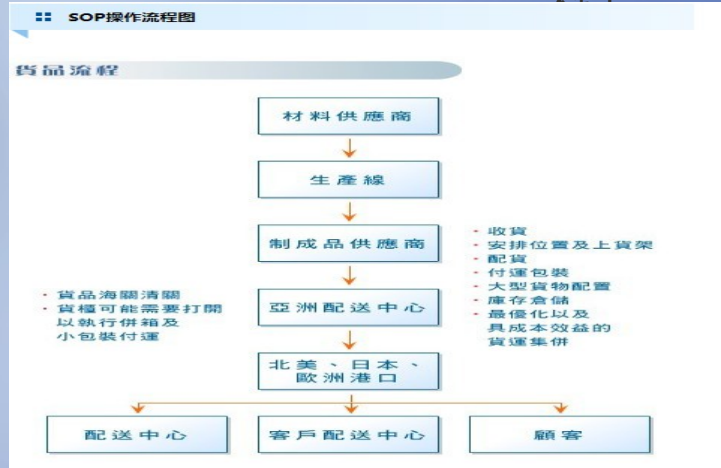 SOP操作流程图
貨品流程
材料供應商
生產線
制成品供應商
亞洲配送中心
北美、日本、
歐洲港口
配送中心
客戶配送中心
顧客
· 貨品海關清關
· 貨櫃可能需要打開
以執行併箱及
小包裝付運
· 收貨
· 安排位置及上貨架
· 配貨
· 付運包裝
· 大型貨物配置
· 庫存倉儲
· 最優化以及
具成本效益的
貨運集併